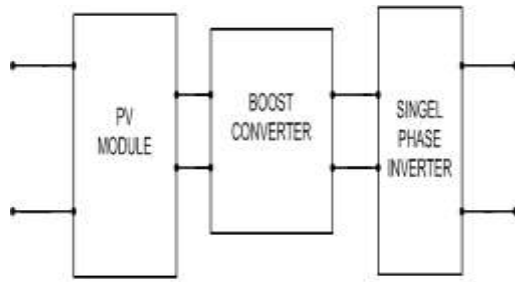 PV
MODULE
BOOST
CONVERTER
SINGEL
PHASE
INVERTER